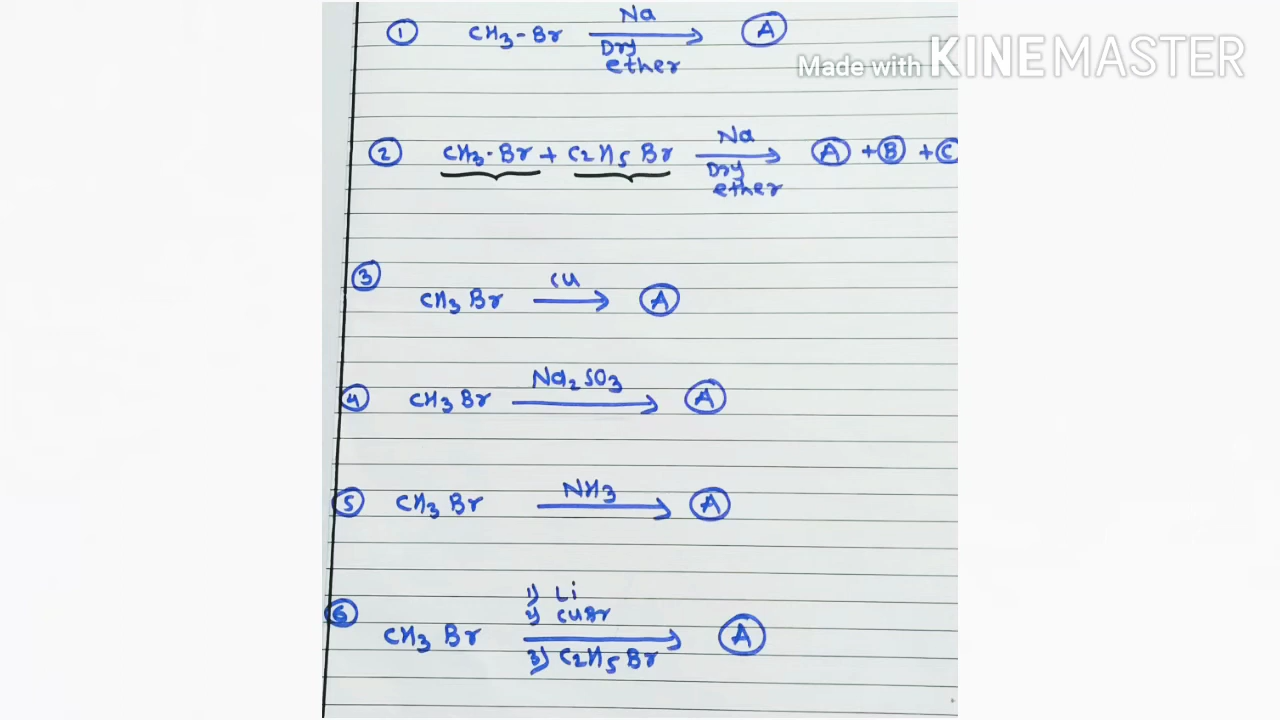 ① CH3-Br Na Dry ether → Ⓐ
Made with KINEMASTER
② CH3-Br + C2H5 Br Na Dry ether → Ⓐ + Ⓑ + Ⓒ
③ CH3 Br Cu → Ⓐ
④ CH3 Br Na2SO3 → Ⓐ
⑤ CH3 Br NH3 → Ⓐ
⑥ CH3 Br 1) Li 2) CuBr 3) C2H5 Br → Ⓐ